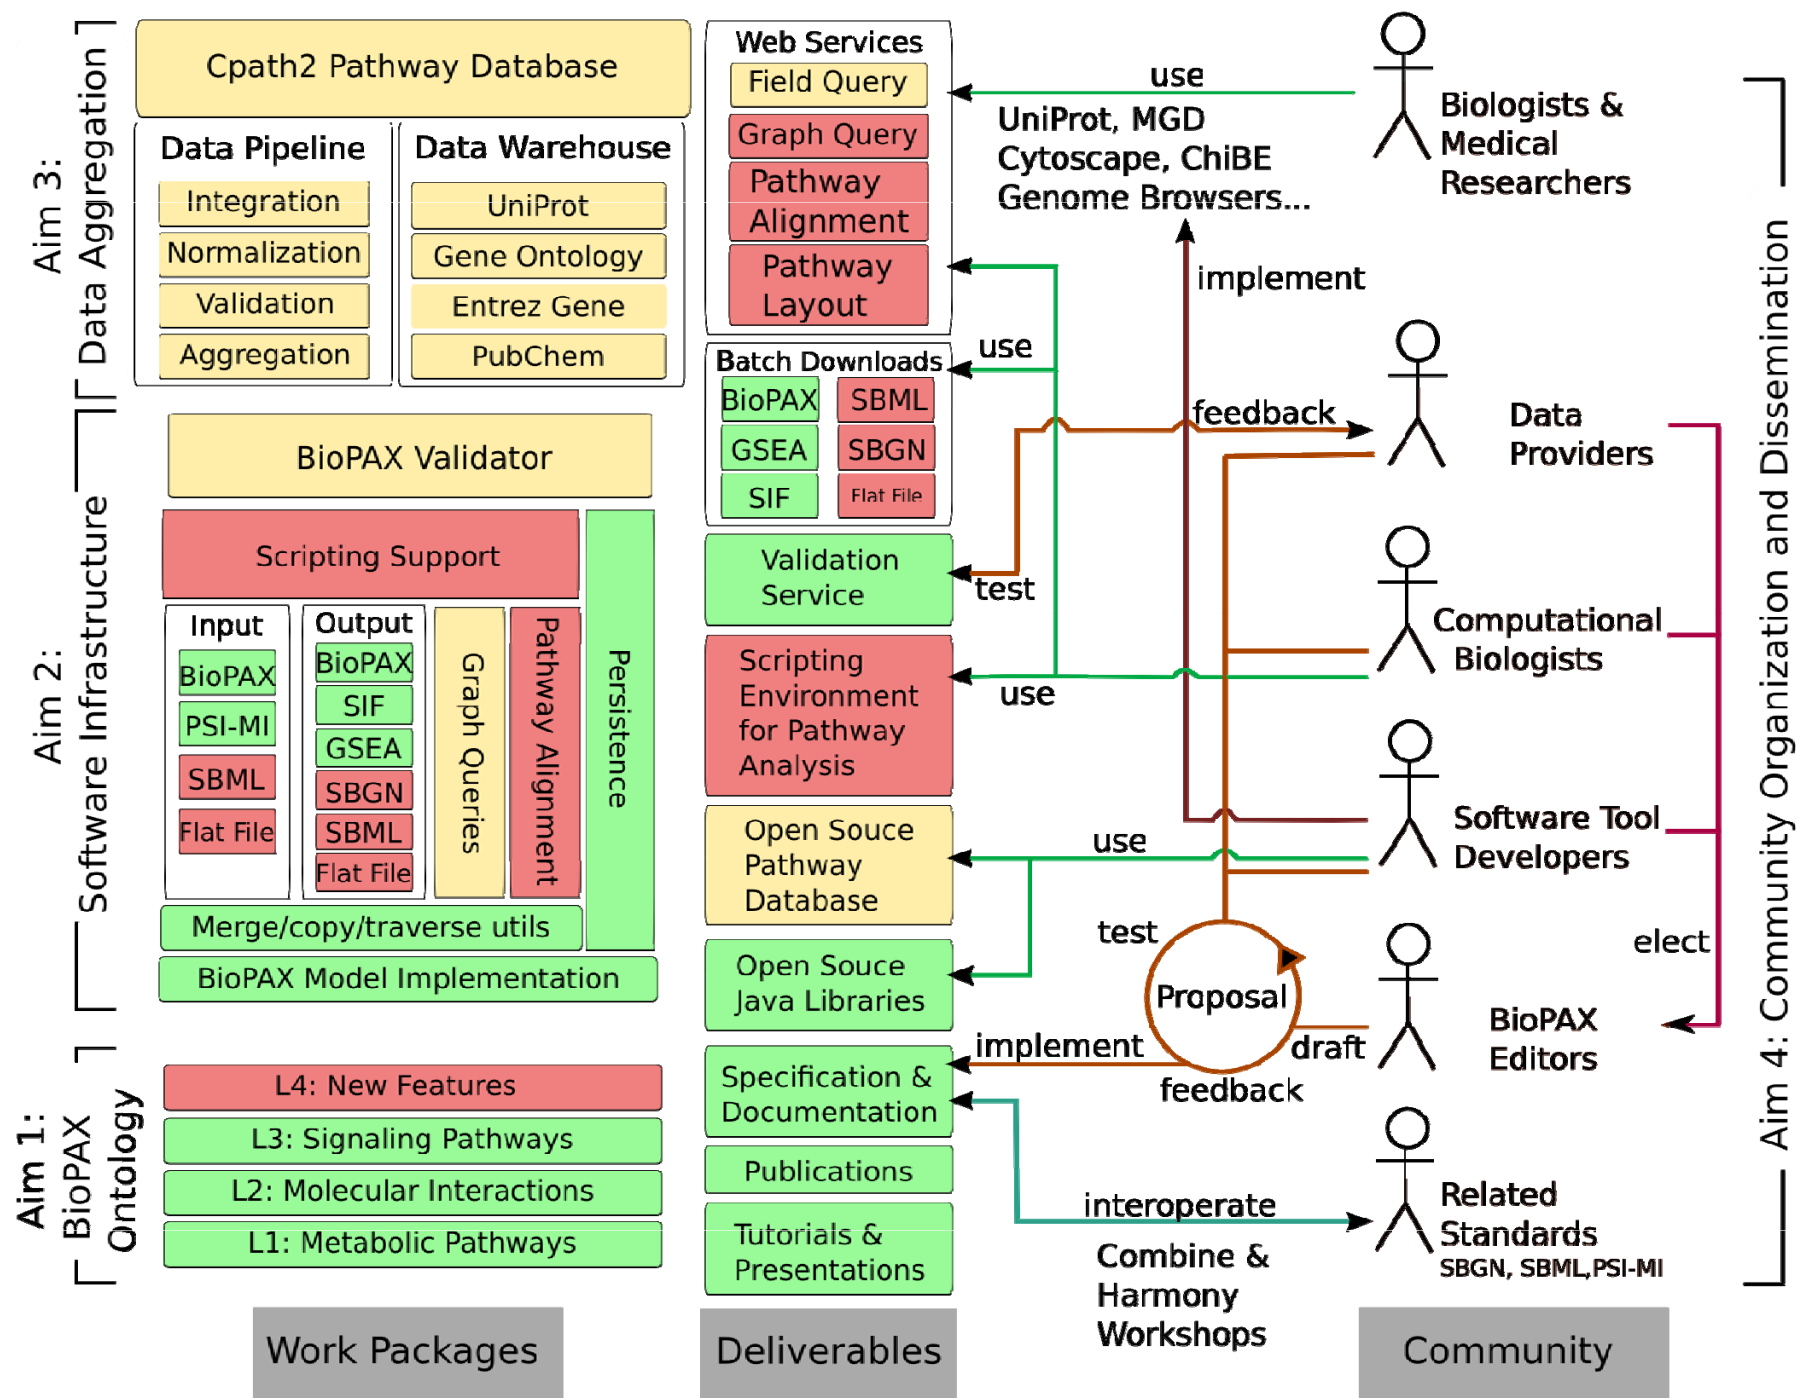 Aim 3:
Data Aggregation
Cpath2 Pathway Database
Data Pipeline
Integration
Normalization
Validation
Aggregation
Data Warehouse
UniProt
Gene Ontology
Entrez Gene
PubChem
Aim 2:
Software Infrastructure
BioPAX Validator
Scripting Support
Input
BioPAX
PSI-MI
SBML
Flat File
Output
BioPAX
SIF
GSEA
SBGN
SBML
Flat File
Graph Queries
Pathway Alignment
Persistence
Merge/copy/traverse utils
BioPAX Model Implementation
Aim 1:
BioPAX
Ontology
L4: New Features
L3: Signaling Pathways
L2: Molecular Interactions
L1: Metabolic Pathways
Work Packages
Web Services
Field Query
Graph Query
Pathway
Alignment
Pathway
Layout
Batch Downloads
BioPAX
SBML
GSEA
SBGN
SIF
Flat File
Validation
Service
Scripting
Environment
for Pathway
Analysis
Open Souce
Pathway
Database
Open Souce
Java Libraries
Specification &
Documentation
Publications
Tutorials &
Presentations
Deliverables
use
UniProt, MGD
Cytoscape, ChiBE
Genome Browsers...
implement
use
feedback
test
use
use
test
Proposal
elect
implement
draft
feedback
interoperate
Combine &
Harmony
Workshops
Biologists &
Medical
Researchers
Data
Providers
Computational
Biologists
Software Tool
Developers
BioPAX
Editors
Related
Standards
SBGN, SBML,PSI-MI
Community
Aim 4: Community Organization and Dissemination